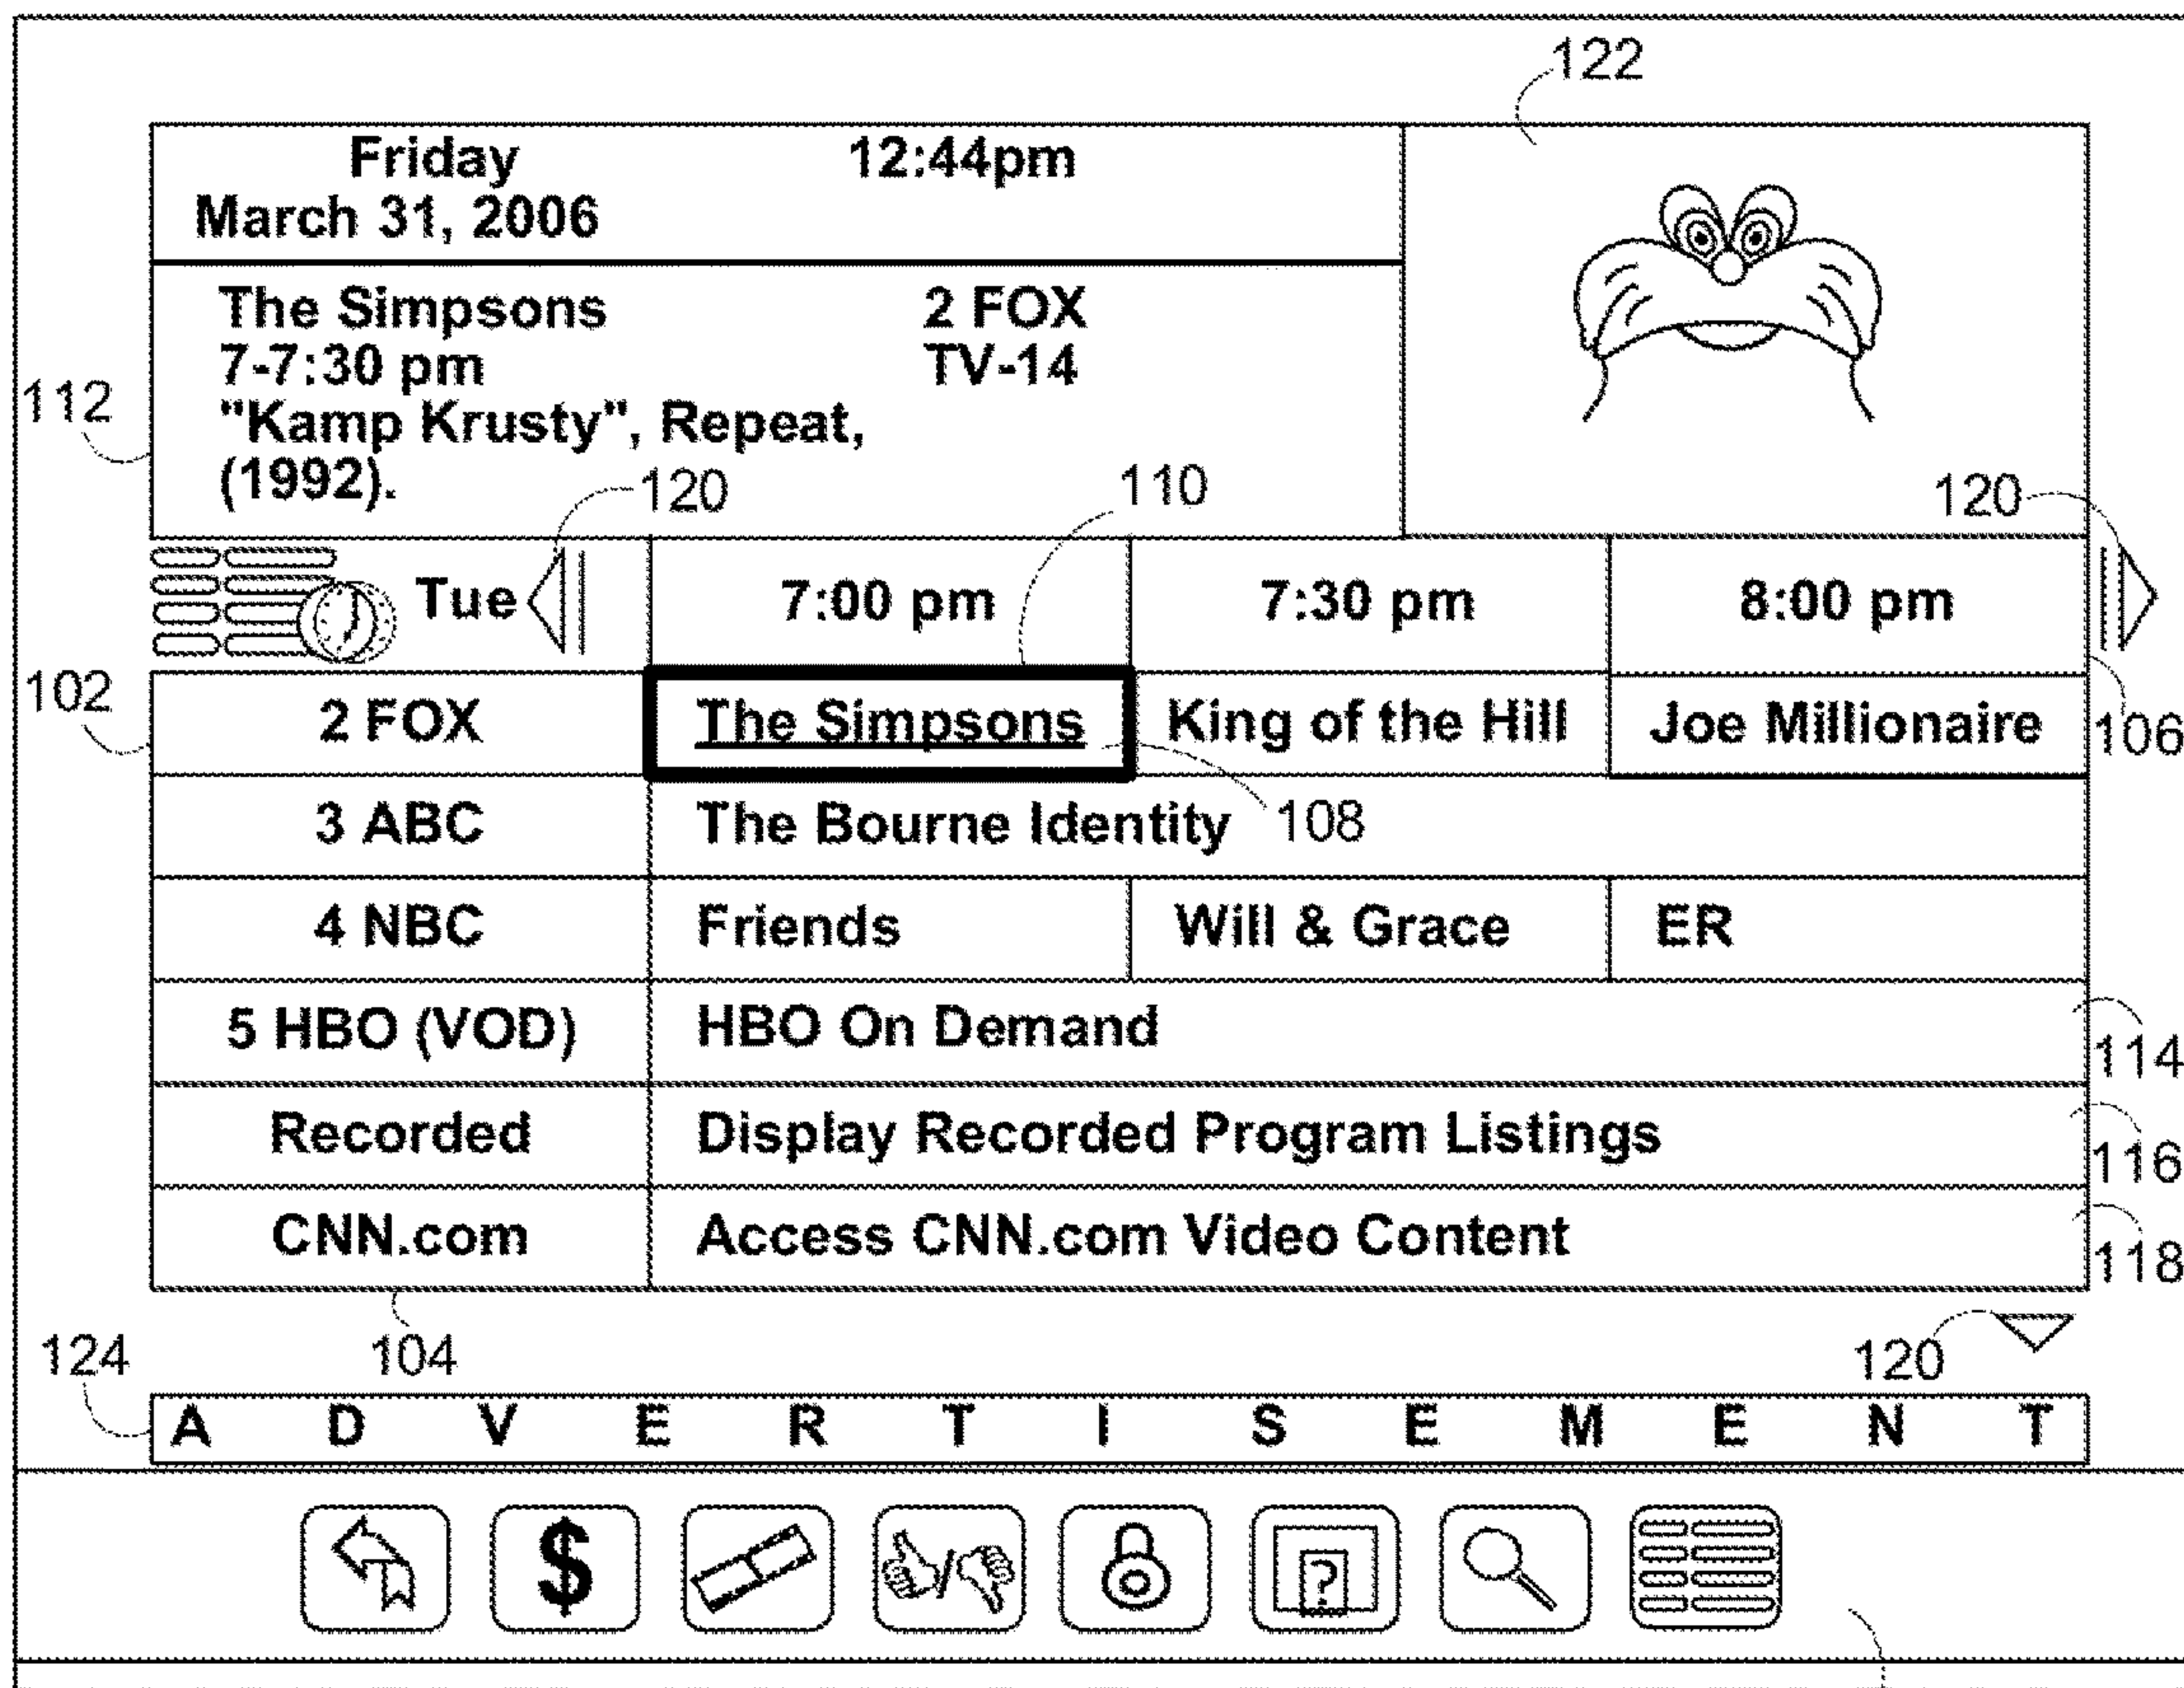 122
Friday 12:44pm
March 31, 2006
The Simpsons 2 FOX
7-7:30 pm TV-14
112
"Kamp Krusty", Repeat,
(1992).
120 110 120
Tue 7:00 pm 7:30 pm 8:00 pm
102
2 FOX The Simpsons King of the Hill Joe Millionaire
106
3 ABC The Bourne Identity 108
4 NBC Friends Will & Grace ER
5 HBO (VOD) HBO On Demand
114
Recorded Display Recorded Program Listings
116
CNN.com Access CNN.com Video Content
118
124 104 120
A D V E R T I S E M E N T
$ / ?